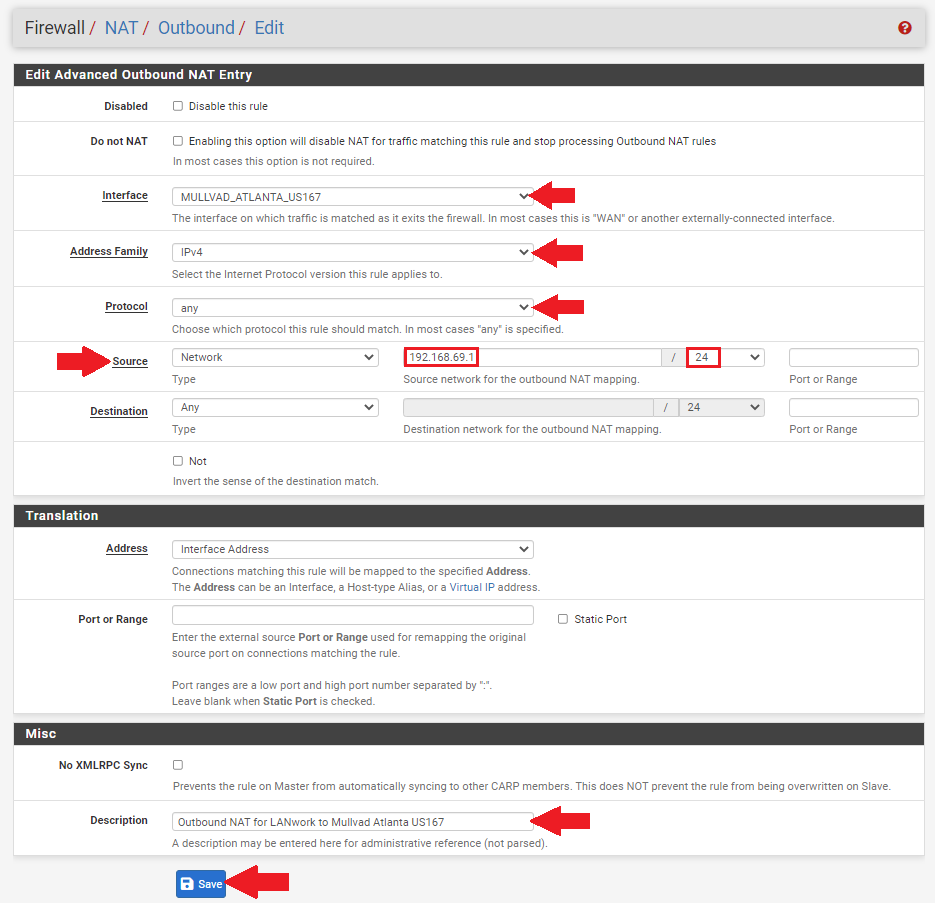 Firewall / NAT / Outbound / Edit
Edit Advanced Outbound NAT Entry
Disabled Disable this rule
Do not NAT Enabling this option will disable NAT for traffic matching this rule and stop processing Outbound NAT rules
In most cases this option is not required.
Interface MULLVAD_ATLANTA_US167
The interface on which traffic is matched as it exits the firewall. In most cases this is "WAN" or another externally-connected interface.
Address Family IPv4
Select the Internet Protocol version this rule applies to.
Protocol any
Choose which protocol this rule should match. In most cases "any" is specified.
Source Network 192.168.69.1 / 24
Type Source network for the outbound NAT mapping. Port or Range
Destination Any / 24
Type Destination network for the outbound NAT mapping. Port or Range
Not
Invert the sense of the destination match.
Translation
Address Interface Address
Connections matching this rule will be mapped to the specified Address.
The Address can be an Interface, a Host-type Alias, or a Virtual IP address.
Port or Range Static Port
Enter the external source Port or Range used for remapping the original
source port on connections matching the rule.
Port ranges are a low port and high port number separated by ":".
Leave blank when Static Port is checked.
Misc
No XMLRPC Sync
Prevents the rule on Master from automatically syncing to other CARP members. This does NOT prevent the rule from being overwritten on Slave.
Description Outbound NAT for LANwork to Mullvad Atlanta US167
A description may be entered here for administrative reference (not parsed).
Save